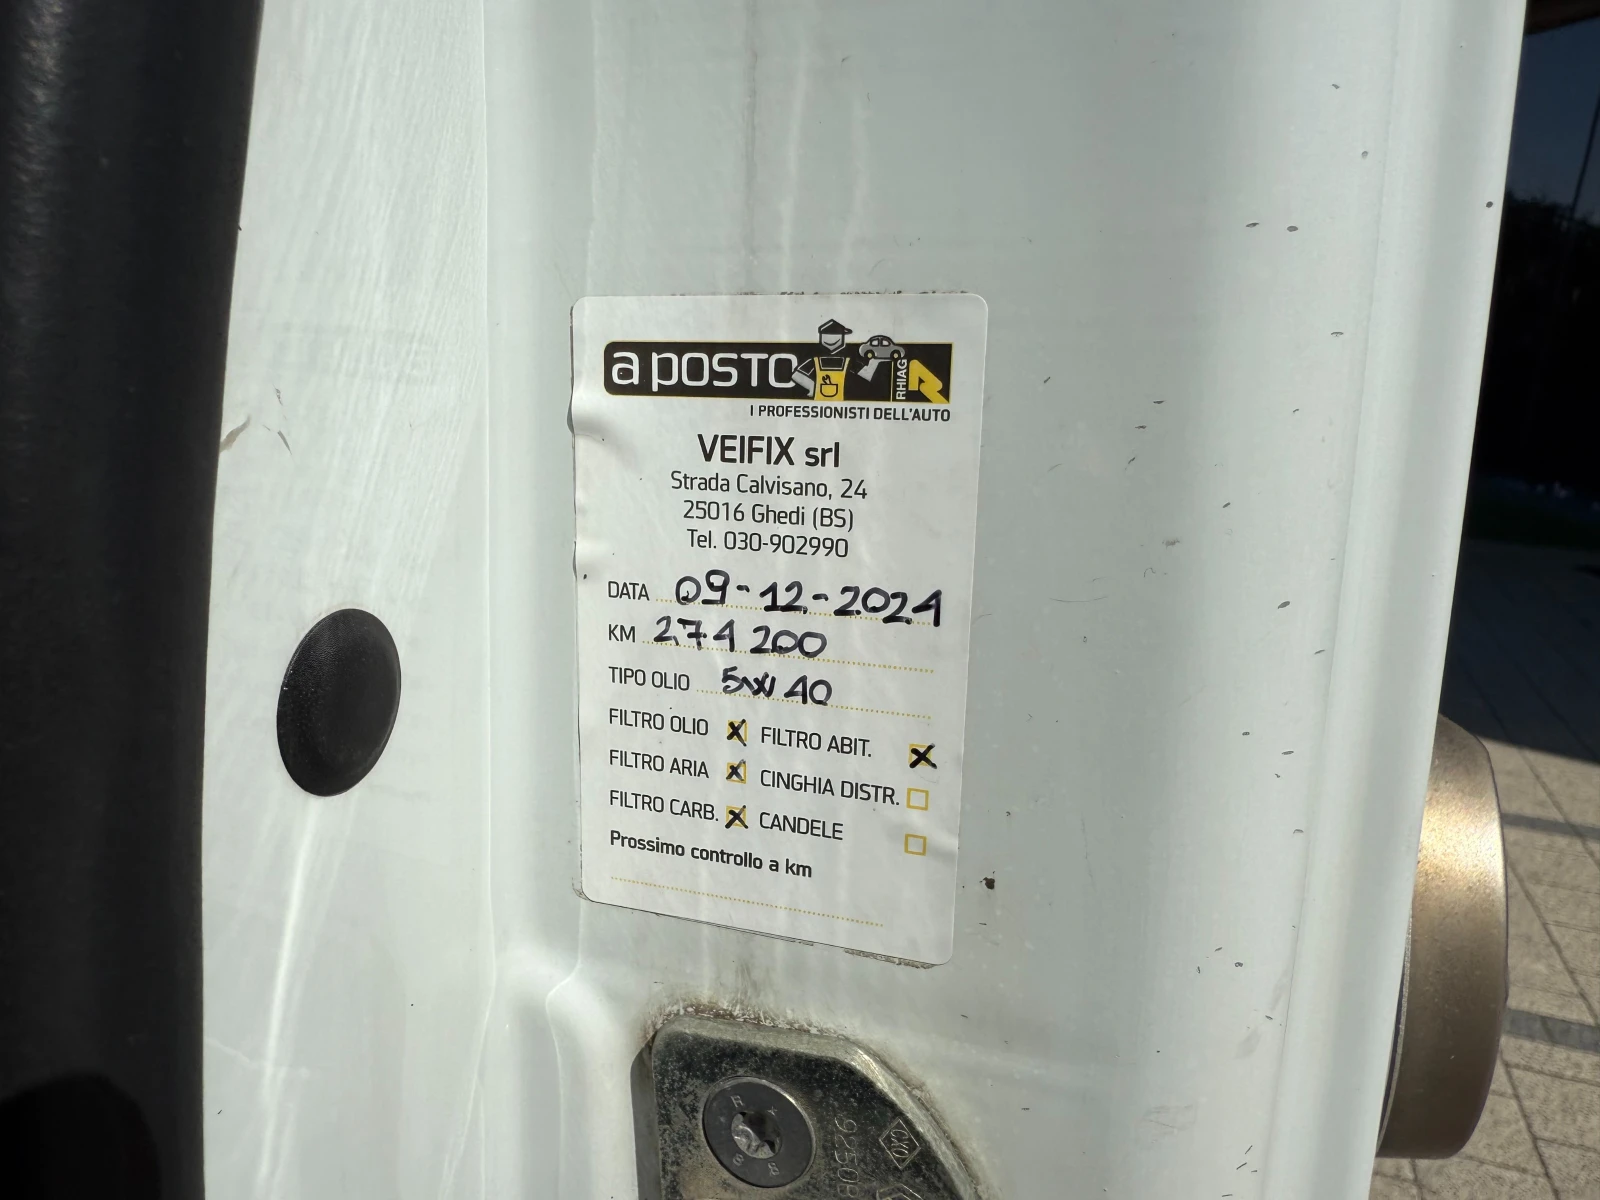 a POSTO
RHIAG
I PROFESSIONISTI DELL'AUTO
VEIFIX srl
Strada Calvisano, 24
25016 Ghedi (BS)
Tel. 030-902990
DATA 09-12-2024
KM 274 200
TIPO OLIO 5W40
FILTRO OLIO X FILTRO ABIT. X
FILTRO ARIA X CINGHIA DISTR.
FILTRO CARB. X CANDELE
Prossimo controllo a km